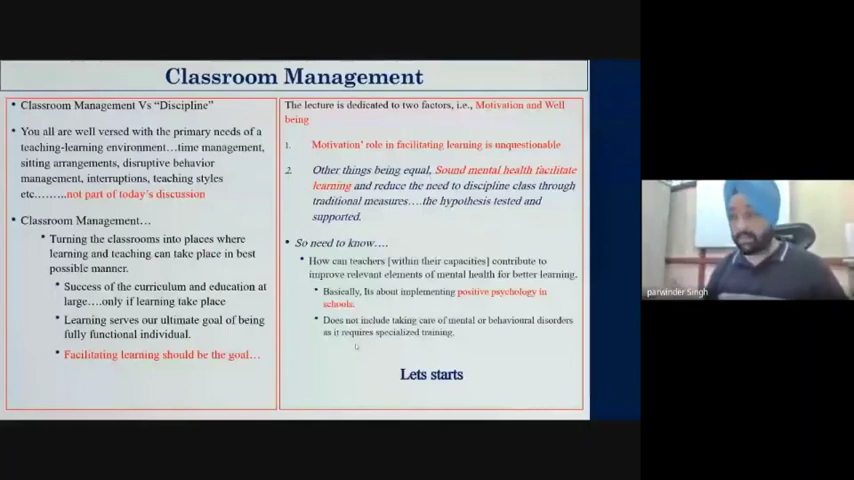 Classroom Management
• Classroom Management Vs "Discipline"
• You all are well versed with the primary needs of a
teaching-learning environment…time management,
sitting arrangements, disruptive behavior
management, interruptions, teaching styles
etc……..not part of today's discussion
• Classroom Management…
• Turning the classrooms into places where
learning and teaching can take place in best
possible manner.
• Success of the curriculum and education at
large….only if learning take place
• Learning serves our ultimate goal of being
fully functional individual.
• Facilitating learning should be the goal…
The lecture is dedicated to two factors, i.e., Motivation and Well
being
1. Motivation' role in facilitating learning is unquestionable
2. Other things being equal, Sound mental health facilitate
learning and reduce the need to discipline class through
traditional measures….the hypothesis tested and
supported.
• So need to know….
• How can teachers [within their capacities] contribute to
improve relevant elements of mental health for better learning.
• Basically, Its about implementing positive psychology in
schools.
• Does not include taking care of mental or behavioural disorders
as it requires specialized training.
Lets starts
parwinder Singh